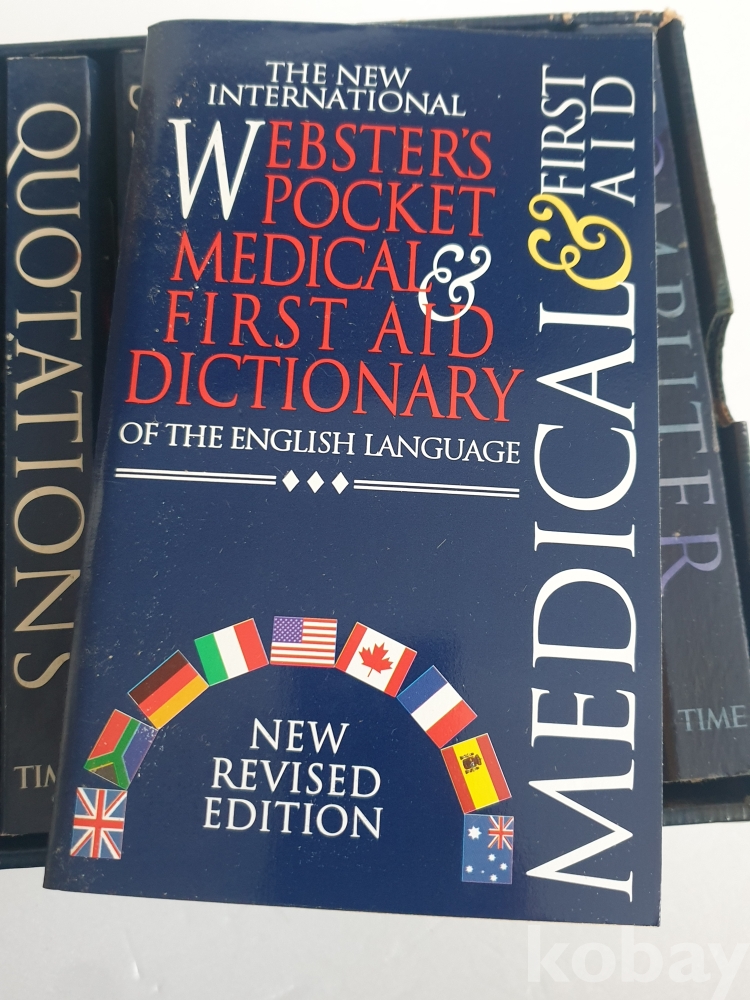 THE NEW
INTERNATIONAL
WEBSTER'S
POCKET
MEDICAL &
FIRST AID
DICTIONARY
OF THE ENGLISH LANGUAGE
NEW
REVISED
EDITION
MEDICAL & FIRST AID
QUOTATIONS
TIME
kobay